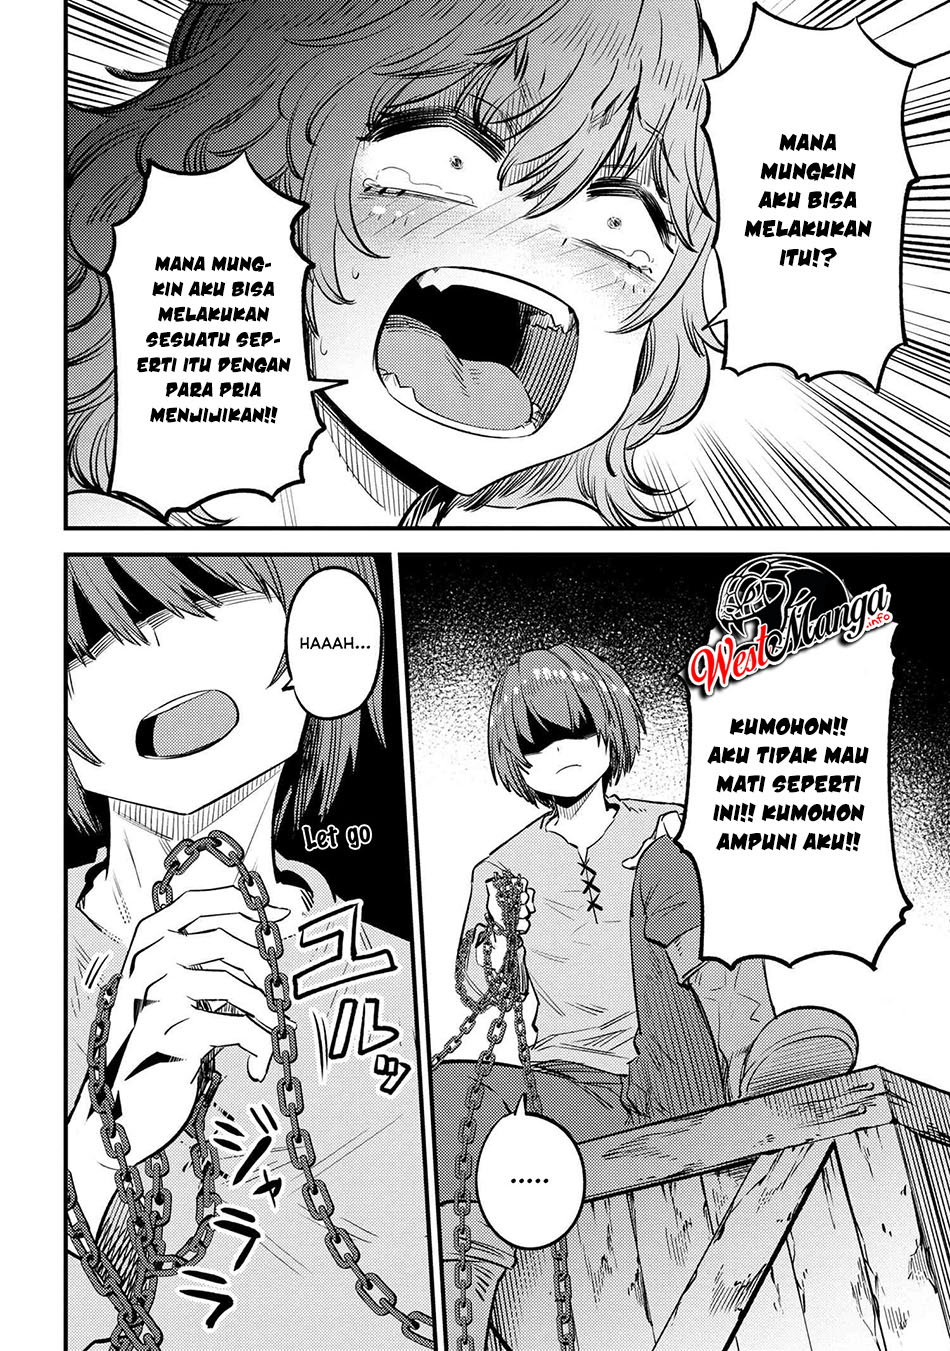 MANA
MUNGKIN
AKU BISA
MELAKUKAN
ITU!?
MANA MUNG-
KIN AKU BISA
MELAKUKAN
SESUATU SEP-
ERTI ITU DENGAN
PARA PRIA
MENJIJIKAN!!
WestManga
.info
KUMOHON!!
AKU TIDAK MAU
MATI SEPERTI
INI!! KUMOHON
AMPUNI AKU!!
.....
HAAAH...
Let go
ユルッ
ジャラララ